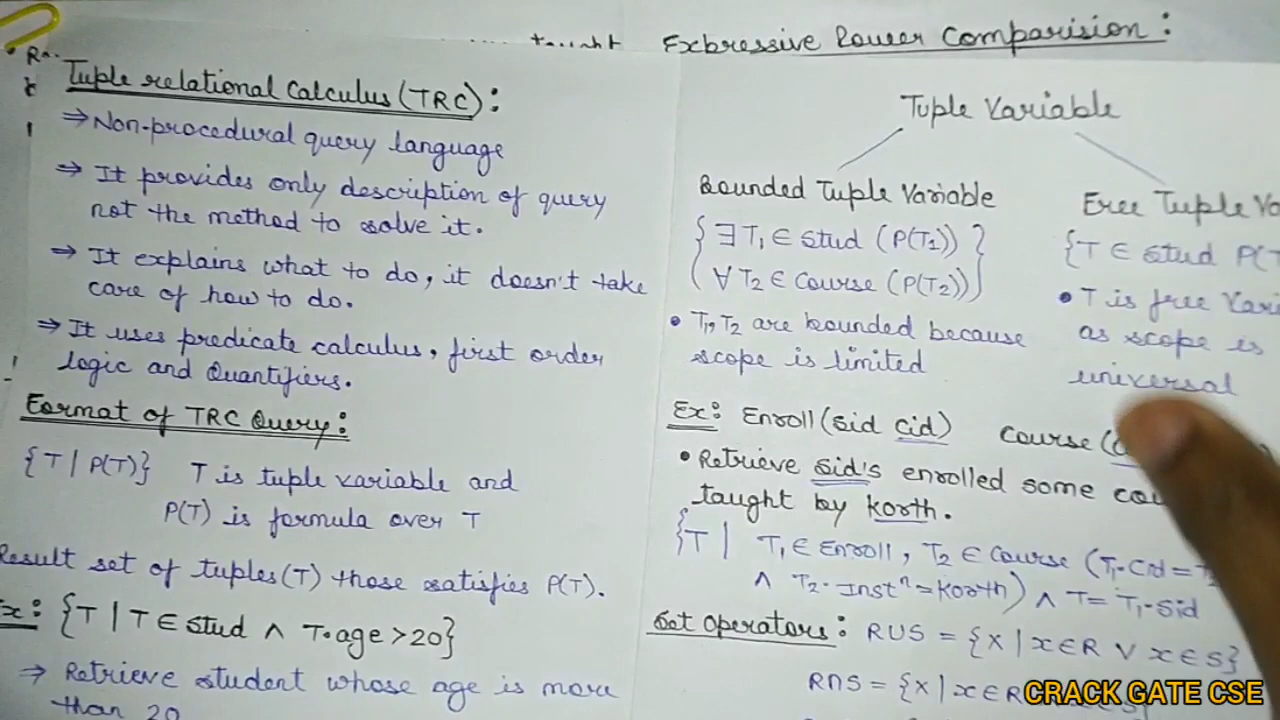 Expressive Power Comparision :
Tuple relational Calculus (TRC) :
⇒ Non-procedural query language
⇒ It provides only description of query
not the method to solve it.
⇒ It explains what to do, it doesn't take
care of how to do.
⇒ It uses predicate calculus, first order
logic and Quantifiers.
Format of TRC Query :
{T | P(T)} T is tuple variable and
P(T) is formula over T
Result set of tuples (T) those satisfies P(T).
Ex : {T | T ∈ Stud ∧ T.age > 20}
⇒ Retrieve student whose age is more
than 20
Tuple Variable
Bounded Tuple Variable
{ ∃ T₁ ∈ Stud (P(T₁)) }
( ∀ T₂ ∈ Course (P(T₂)) )
• T₁, T₂ are bounded because
scope is limited
Free Tuple
{T ∈ Stud
• T is free
as scope is
universal
Ex : Enroll (sid cid) Course
• Retrieve sid's enrolled some
taught by Korth.
{T | T₁ ∈ Enroll, T₂ ∈ Course (T₁.Cid =
∧ T₂.Instⁿ = Korth) ∧ T = T₁.Sid
Set Operators : R∪S = {x | x ∈ R ∨ x ∈ S}
R∩S = {x | x ∈ R
CRACK GATE CSE